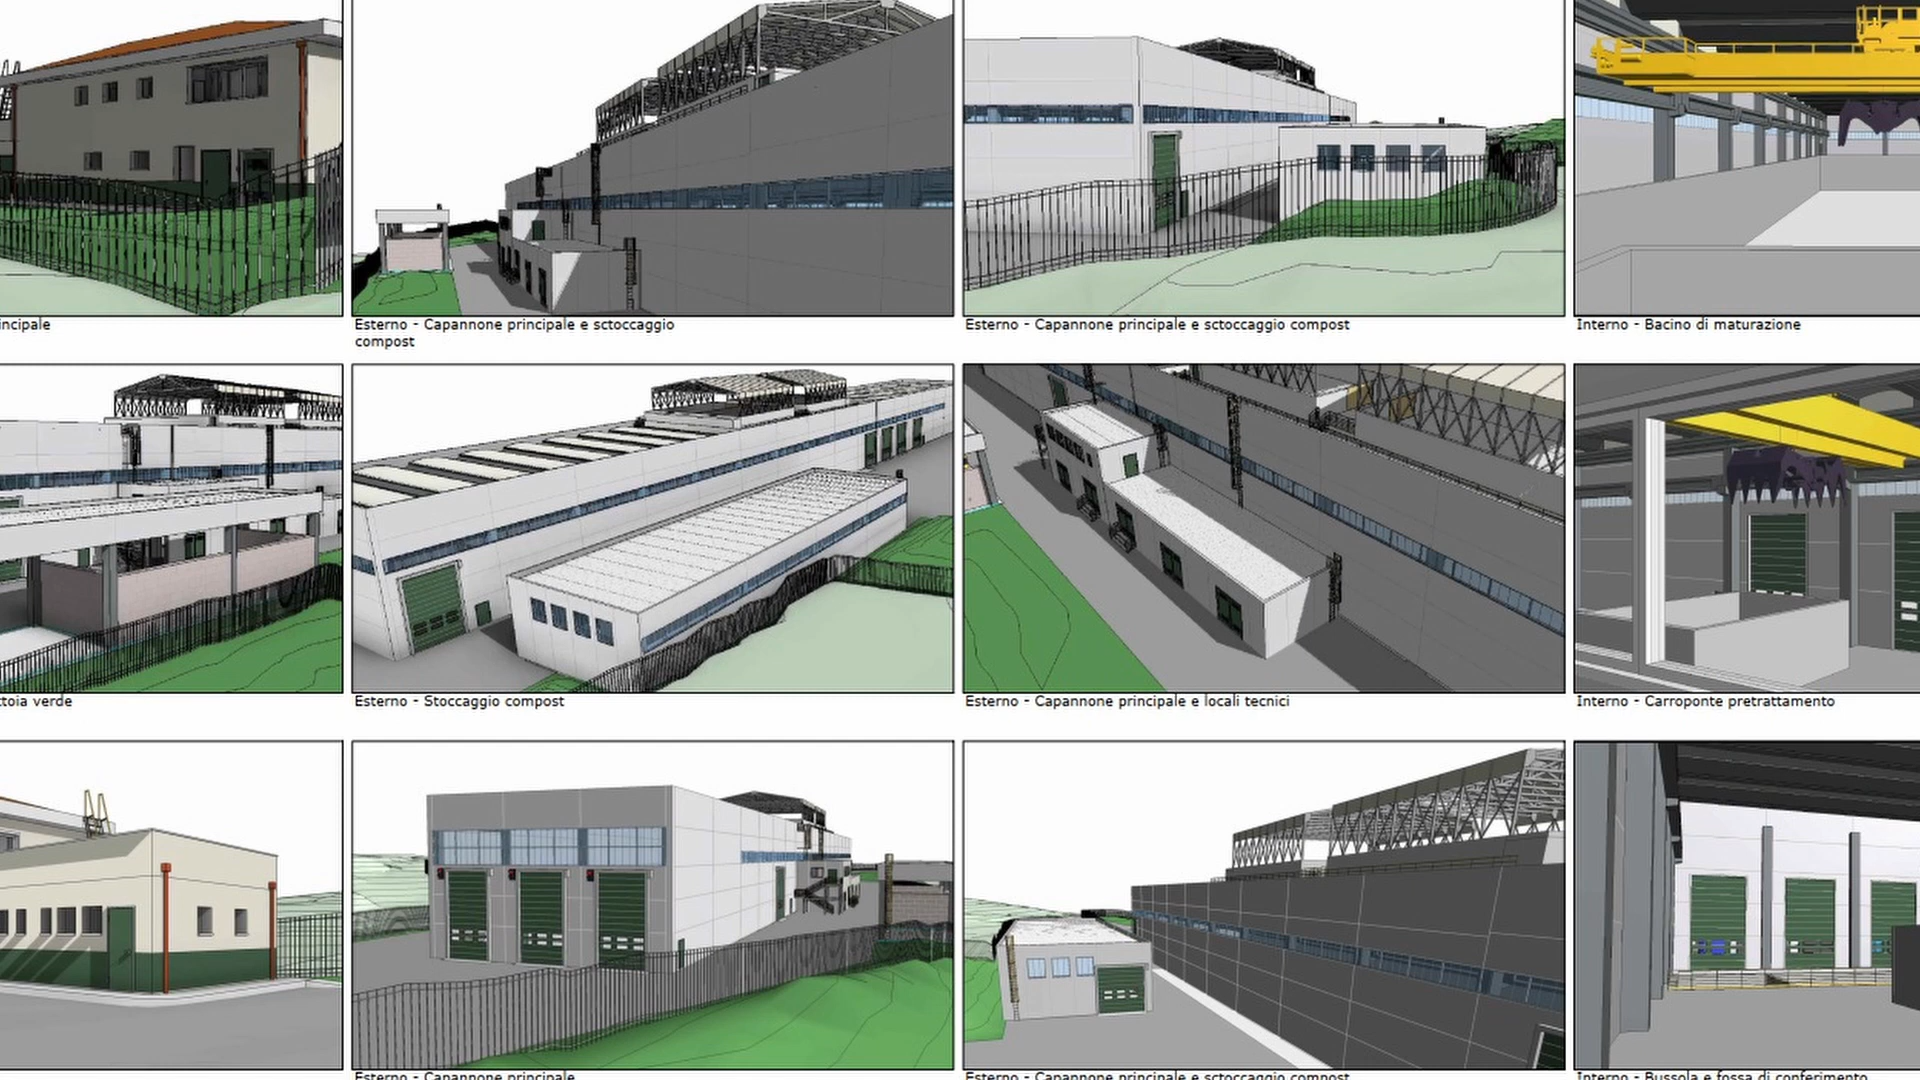 incipale
Esterno - Capannone principale e sctoccaggio
compost
Esterno - Capannone principale e sctoccaggio compost
Interno - Bacino di maturazione
ttoia verde
Esterno - Stoccaggio compost
Esterno - Capannone principale e locali tecnici
Interno - Carroponte pretrattamento
Esterno - Capannone principale
Esterno - Capannone principale e sctoccaggio compost
Interno - Bussola e fossa di conferimento